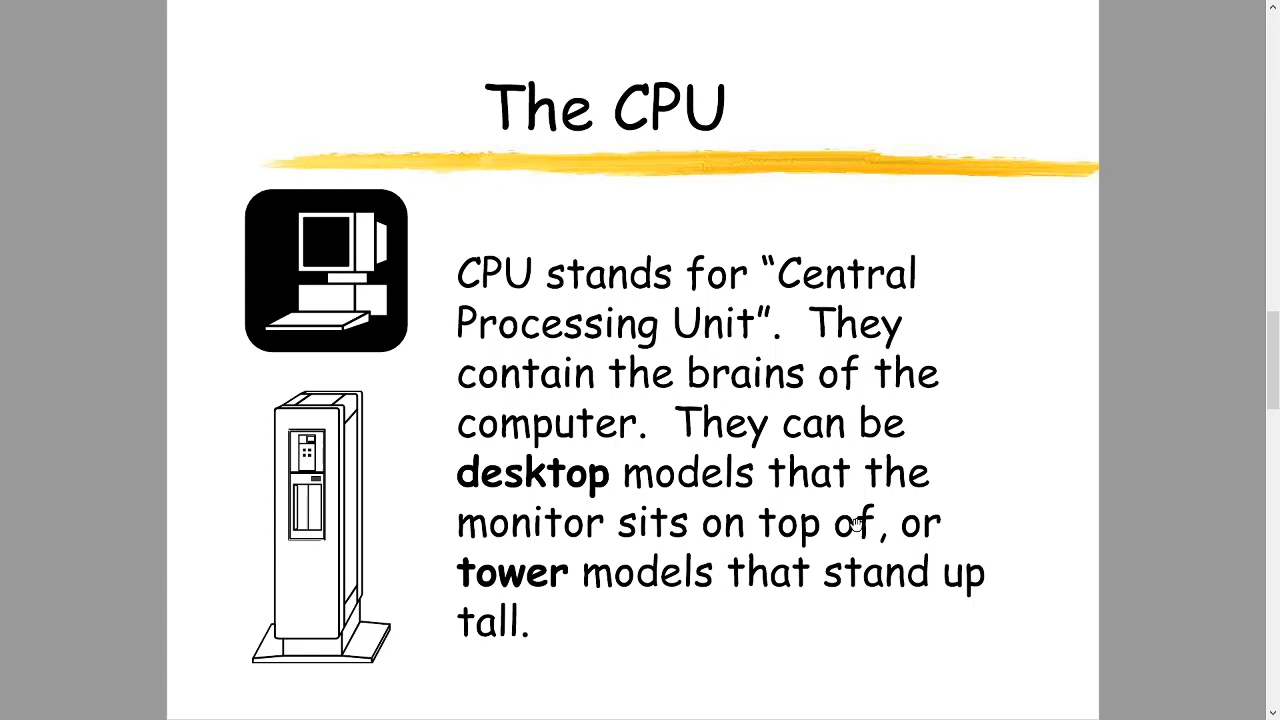 The CPU
CPU stands for “Central
Processing Unit”.  They
contain the brains of the
computer.  They can be
desktop models that the
monitor sits on top of, or
tower models that stand up
tall.